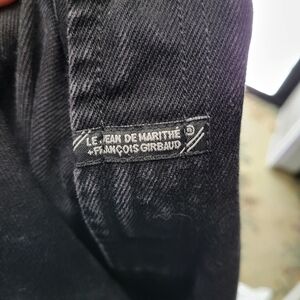 LE JEAN DE MARITHÉ
+FRANÇOIS GIRBAUD